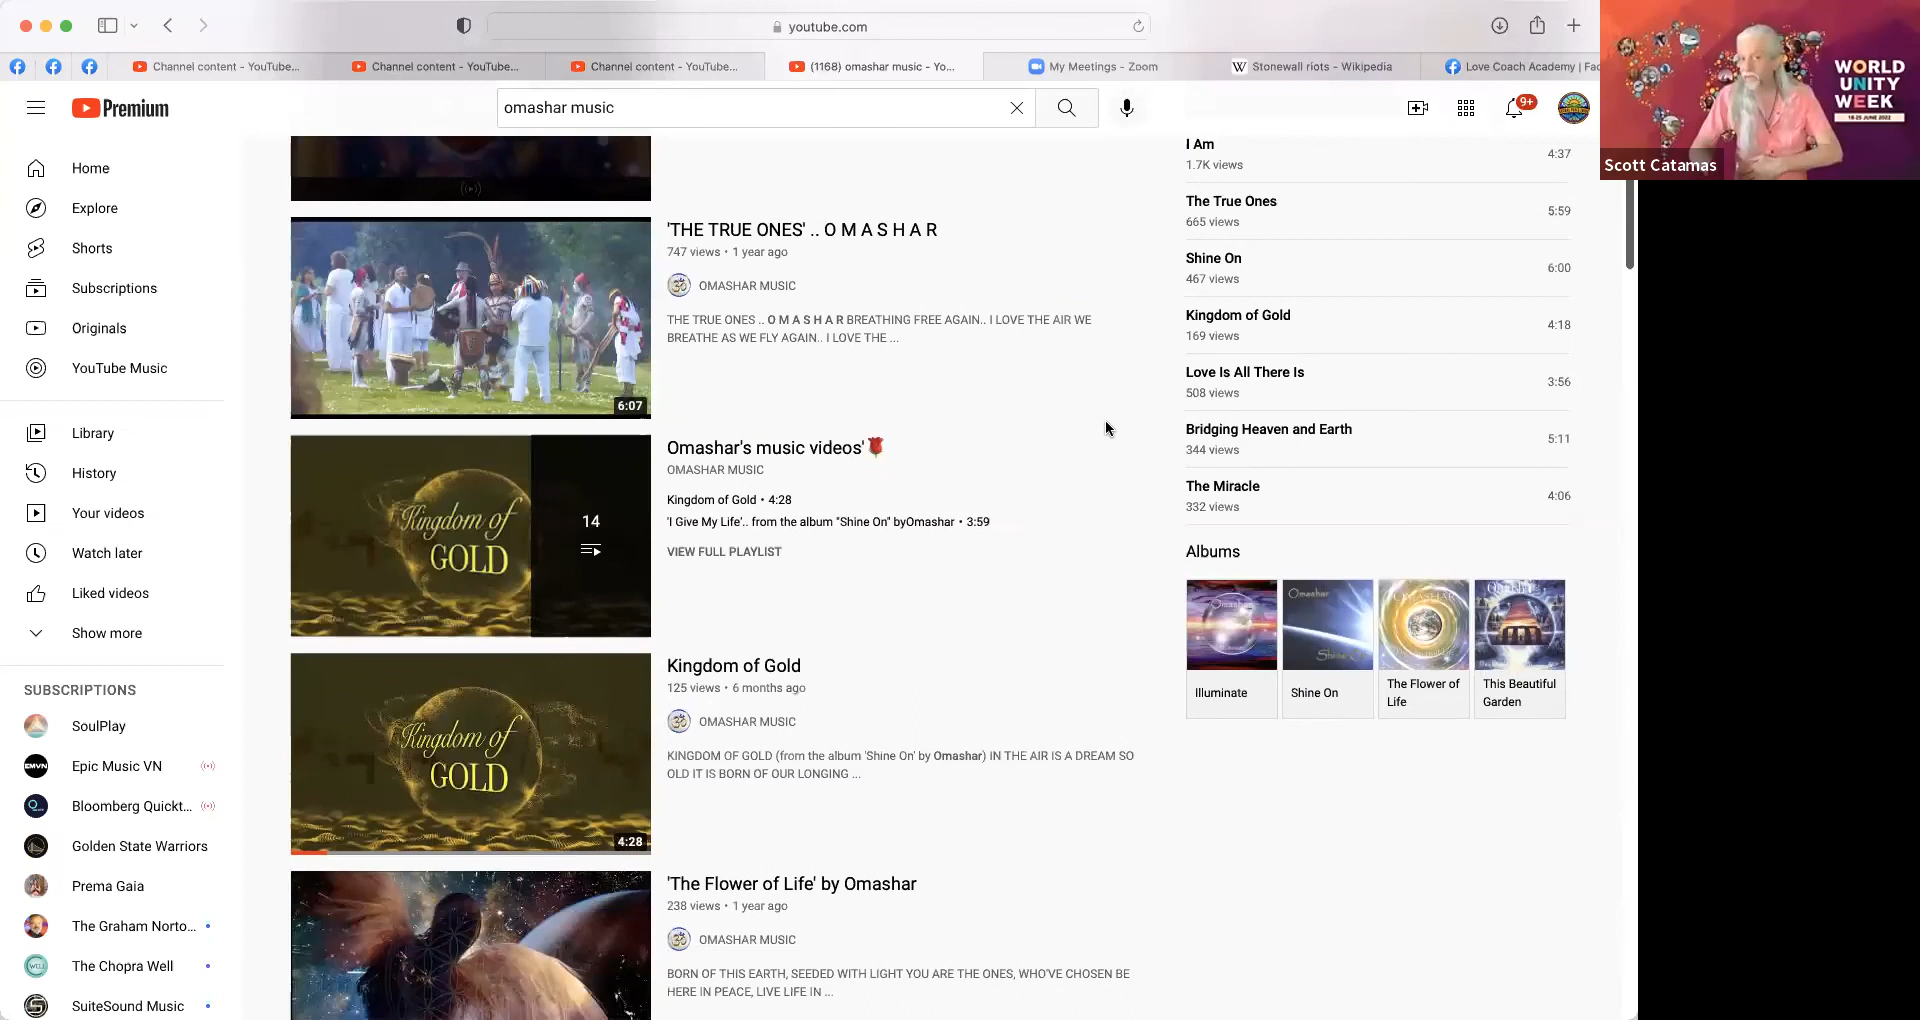 youtube.com
Channel content - YouTube...
Channel content - YouTube...
Channel content - YouTube...
(1168) omashar music - Yo...
My Meetings - Zoom
W Stonewall riots - Wikipedia
Love Coach Academy | Fac
Premium
omashar music
9+
WORLD
UNITY
WEEK
18-25 JUNE 2022
Scott Catamas
Home
Explore
Shorts
Subscriptions
Originals
YouTube Music
Library
History
Your videos
Watch later
Liked videos
Show more
SUBSCRIPTIONS
SoulPlay
EMVN
Epic Music VN
Bloomberg Quickt...
Golden State Warriors
Prema Gaia
The Graham Norto...
WELL
The Chopra Well
SuiteSound Music
'THE TRUE ONES' .. O M A S H A R
747 views • 1 year ago
OMASHAR MUSIC
THE TRUE ONES .. O M A S H A R BREATHING FREE AGAIN.. I LOVE THE AIR WE
BREATHE AS WE FLY AGAIN.. I LOVE THE ...
6:07
Kingdom of
GOLD
14
Omashar's music videos'🌹
OMASHAR MUSIC
Kingdom of Gold • 4:28
'I Give My Life'.. from the album "Shine On" byOmashar • 3:59
VIEW FULL PLAYLIST
Kingdom of
GOLD
4:28
Kingdom of Gold
125 views • 6 months ago
OMASHAR MUSIC
KINGDOM OF GOLD (from the album 'Shine On' by Omashar) IN THE AIR IS A DREAM SO
OLD IT IS BORN OF OUR LONGING ...
'The Flower of Life' by Omashar
238 views • 1 year ago
OMASHAR MUSIC
BORN OF THIS EARTH, SEEDED WITH LIGHT YOU ARE THE ONES, WHO'VE CHOSEN BE
HERE IN PEACE, LIVE LIFE IN ...
I Am
1.7K views
4:37
The True Ones
665 views
5:59
Shine On
467 views
6:00
Kingdom of Gold
169 views
4:18
Love Is All There Is
508 views
3:56
Bridging Heaven and Earth
344 views
5:11
The Miracle
332 views
4:06
Albums
Omashar
Omashar
Shine On
OMASHAR
Omashar
Illuminate
Shine On
The Flower of
Life
This Beautiful
Garden